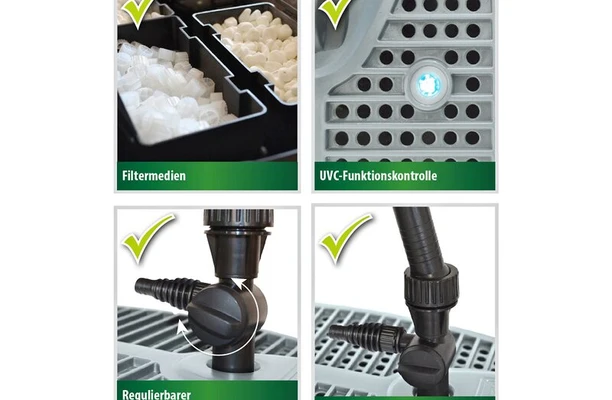 Filtermedien
UVC-Funktionskontrolle
Regulierbarer